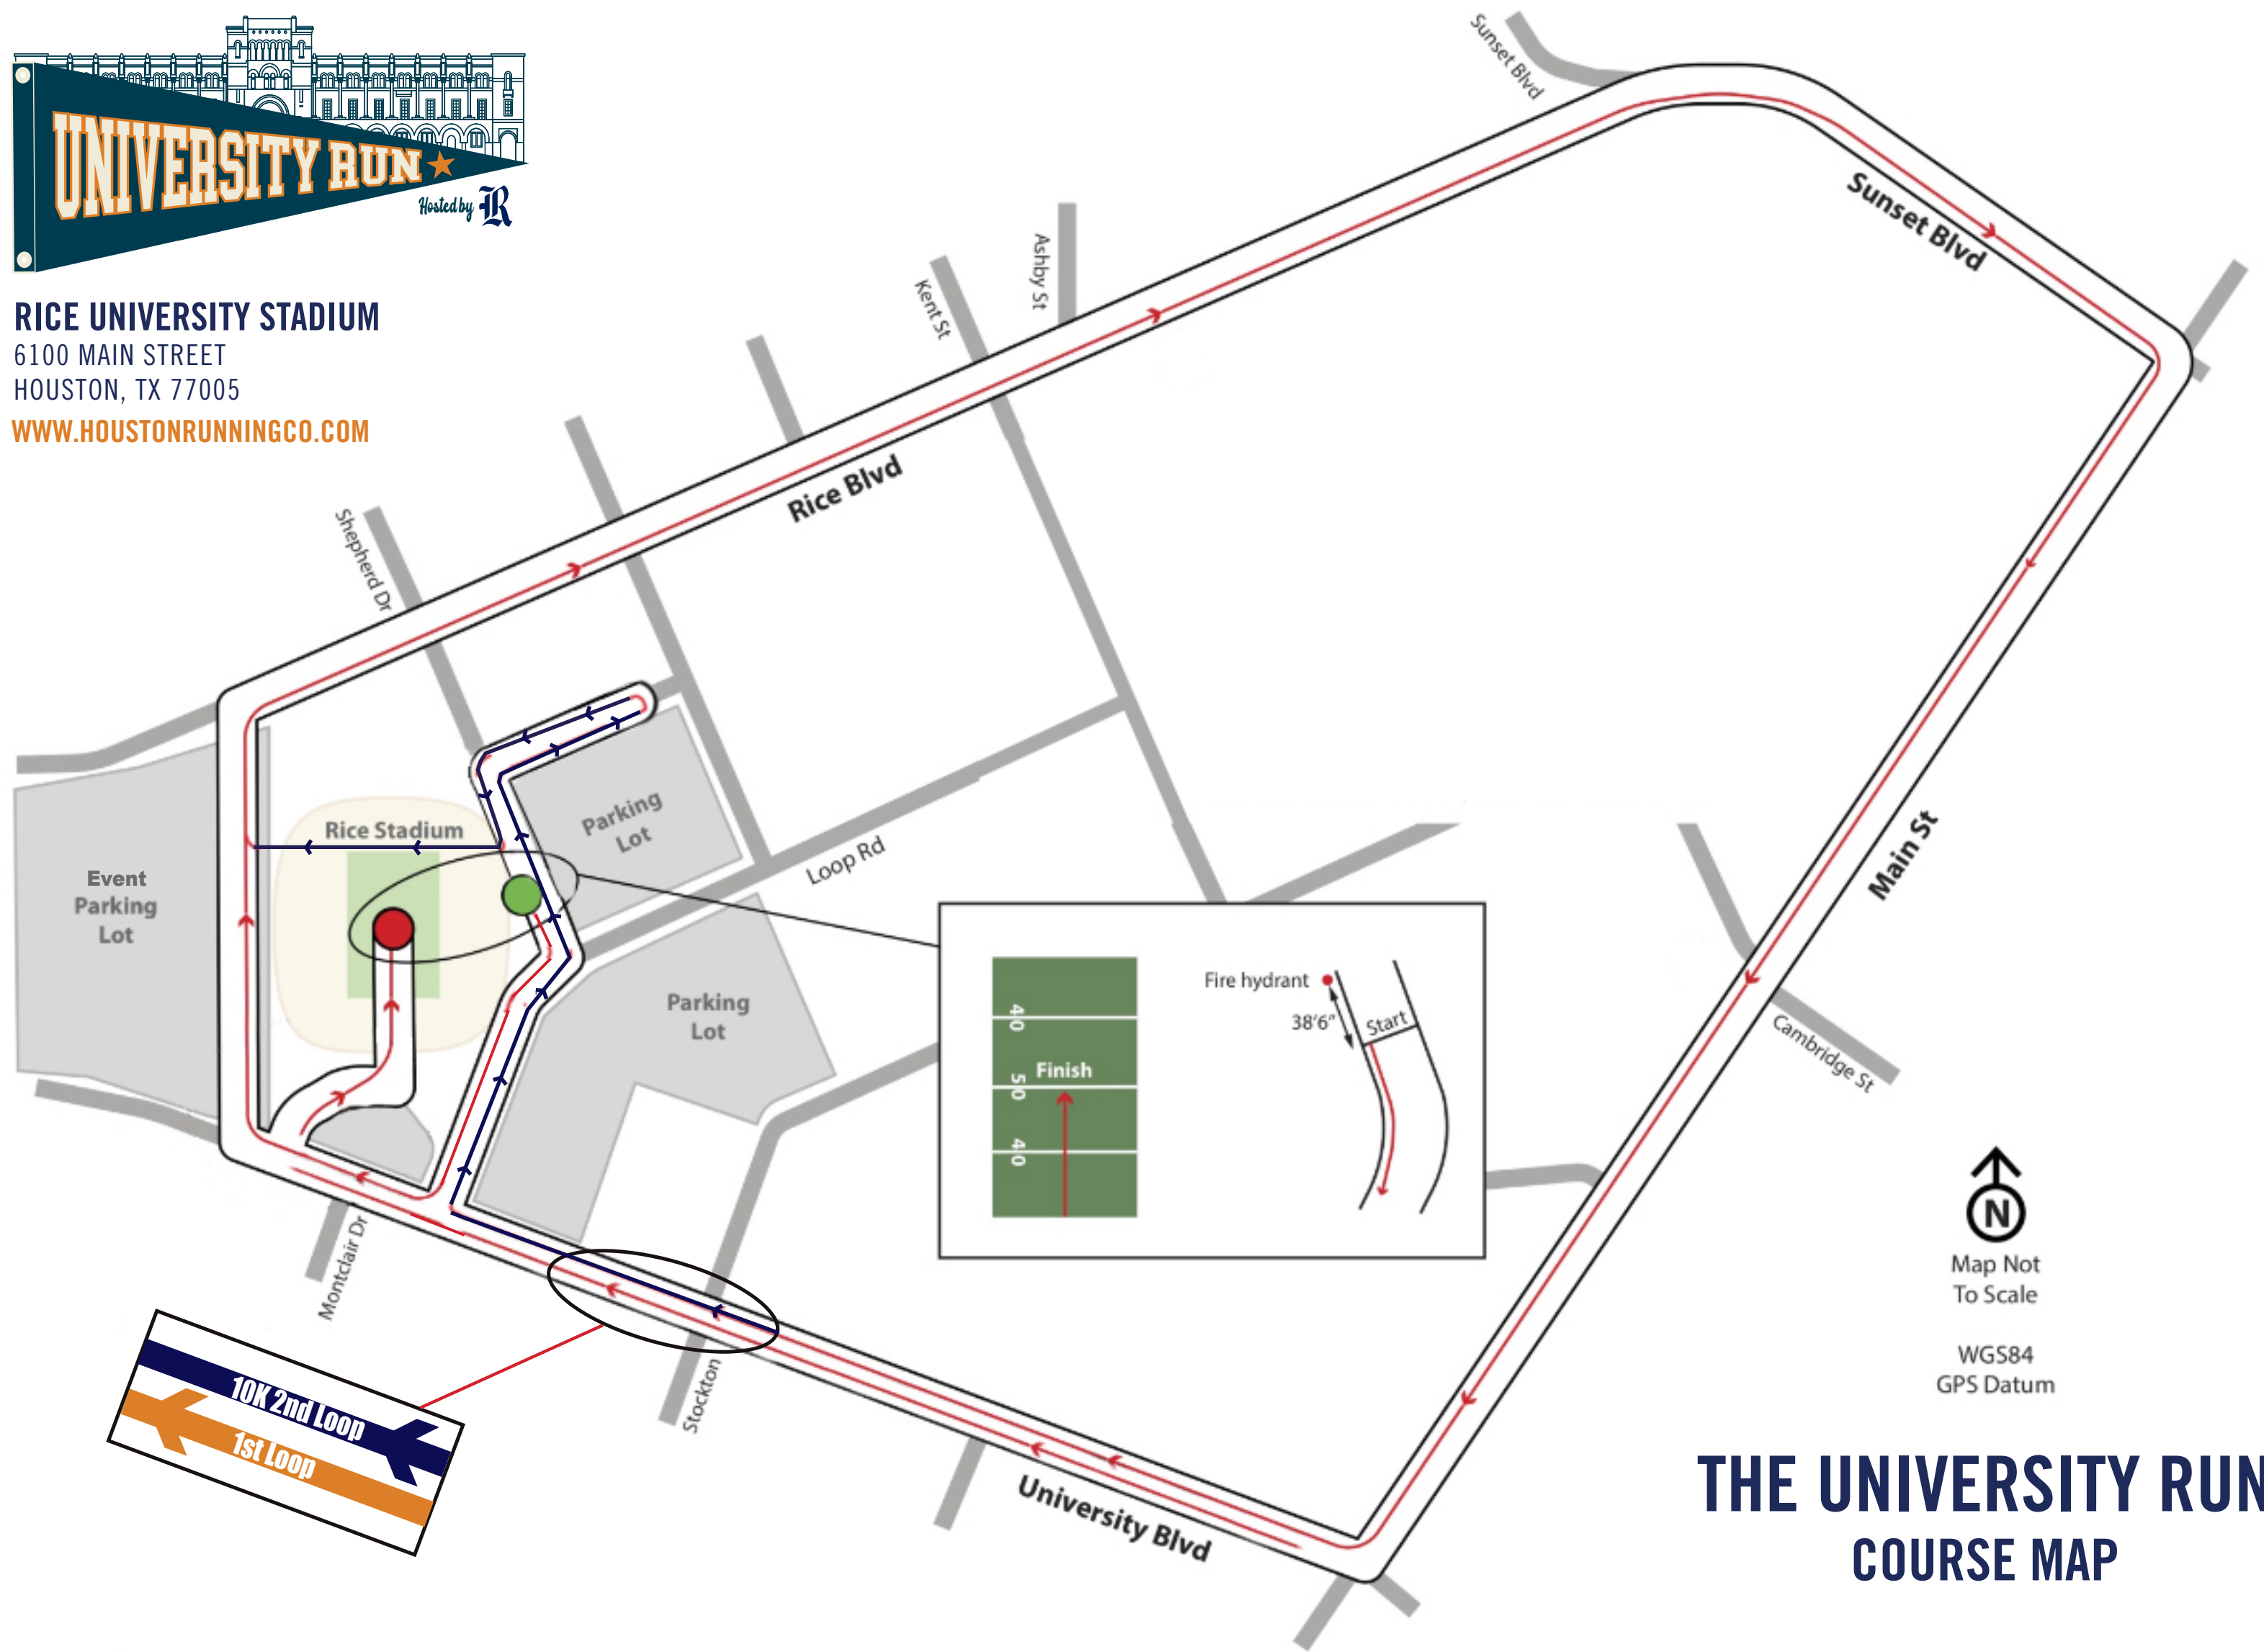 UNIVERSITY RUN
Hosted by R
RICE UNIVERSITY STADIUM
6100 MAIN STREET
HOUSTON, TX 77005
WWW.HOUSTONRUNNINGCO.COM
Sunset Blvd
Sunset Blvd
Ashby St
Kent St
Rice Blvd
Shepherd Dr
Parking
Lot
Rice Stadium
Loop Rd
Event
Parking
Lot
Main St
Parking
Lot
40
50
40
Finish
Fire hydrant
38'6"
Start
Cambridge St
Montclair Dr
Stockton
University Blvd
10K 2nd Loop
1st Loop
N
Map Not
To Scale
WGS84
GPS Datum
THE UNIVERSITY RUN
COURSE MAP